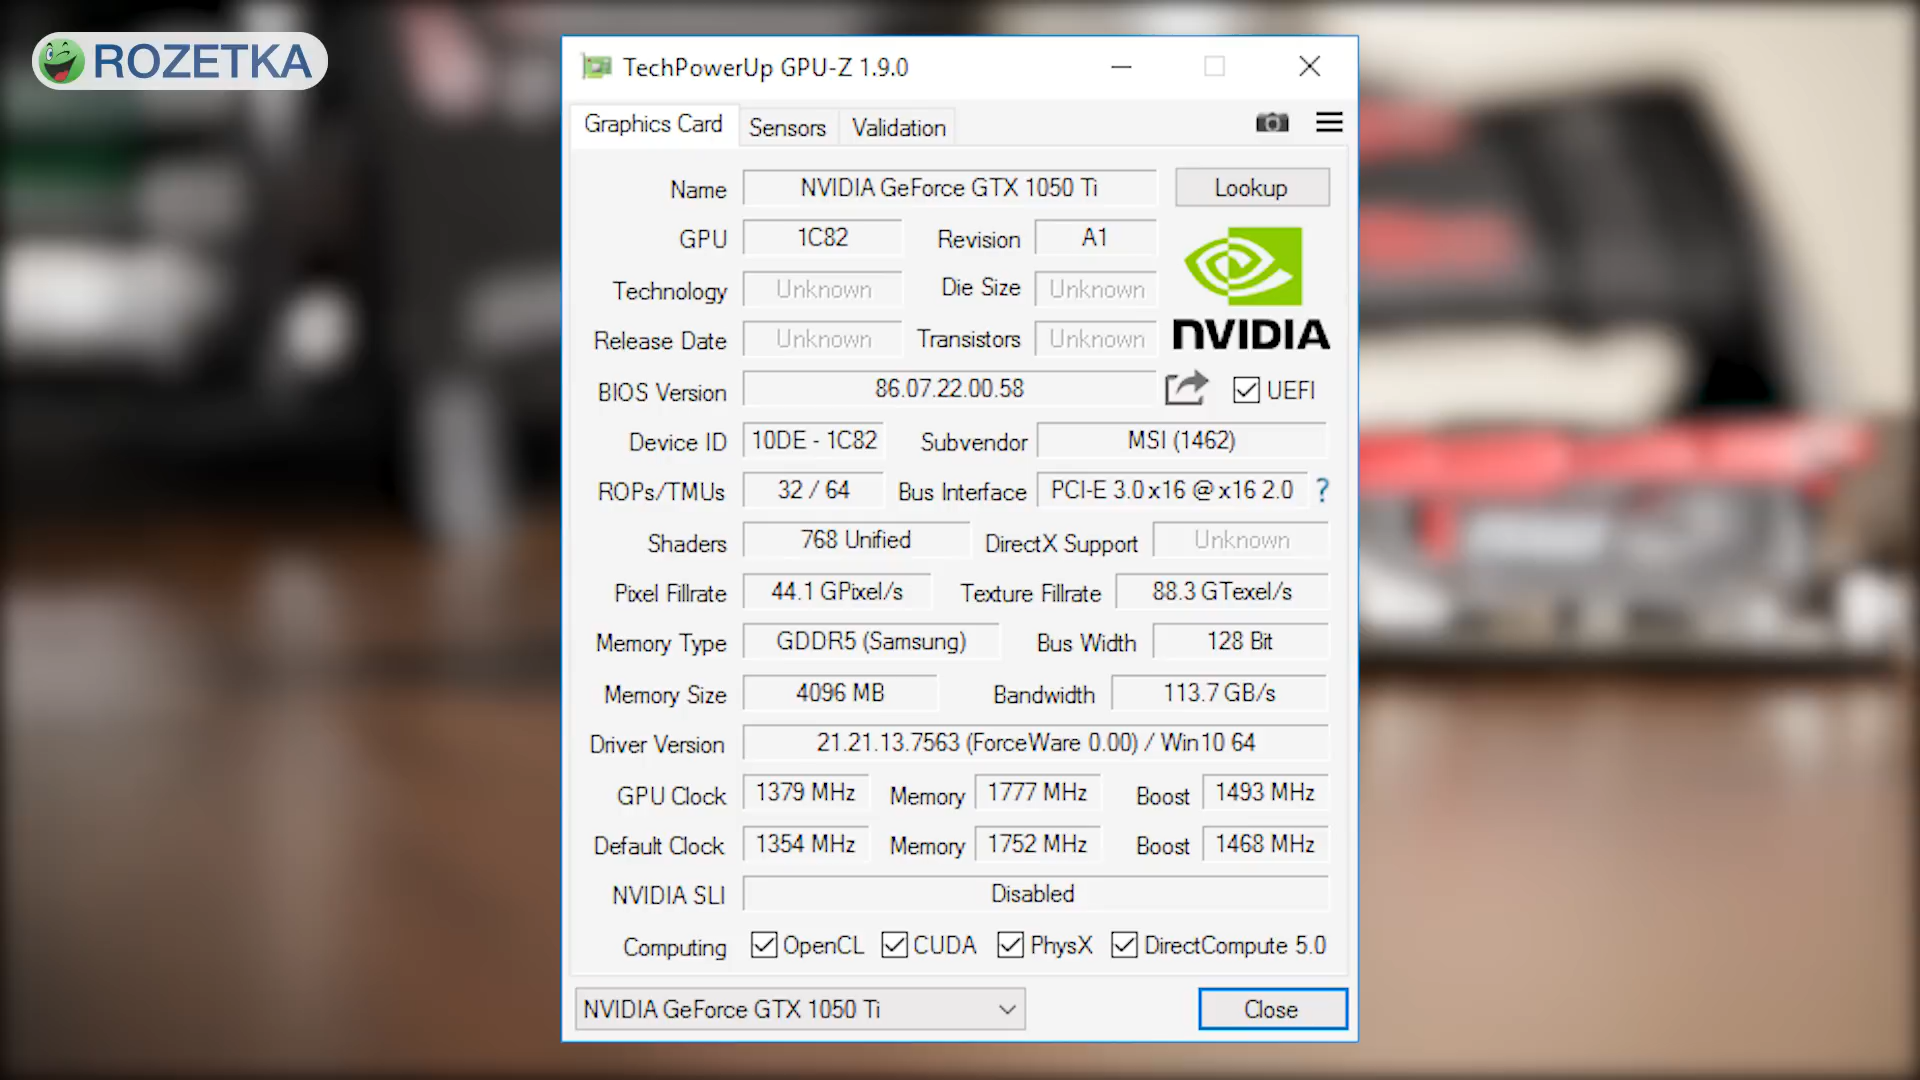 ROZETKA
TechPowerUp GPU-Z 1.9.0
Graphics Card Sensors Validation
Name NVIDIA GeForce GTX 1050 Ti Lookup
GPU 1C82 Revision A1
Technology Unknown Die Size Unknown
Release Date Unknown Transistors Unknown
NVIDIA
BIOS Version 86.07.22.00.58 UEFI
Device ID 10DE - 1C82 Subvendor MSI (1462)
ROPs/TMUs 32 / 64 Bus Interface PCI-E 3.0 x16 @ x16 2.0 ?
Shaders 768 Unified DirectX Support Unknown
Pixel Fillrate 44.1 GPixel/s Texture Fillrate 88.3 GTexel/s
Memory Type GDDR5 (Samsung) Bus Width 128 Bit
Memory Size 4096 MB Bandwidth 113.7 GB/s
Driver Version 21.21.13.7563 (ForceWare 0.00) / Win10 64
GPU Clock 1379 MHz Memory 1777 MHz Boost 1493 MHz
Default Clock 1354 MHz Memory 1752 MHz Boost 1468 MHz
NVIDIA SLI Disabled
Computing OpenCL CUDA PhysX DirectCompute 5.0
NVIDIA GeForce GTX 1050 Ti Close